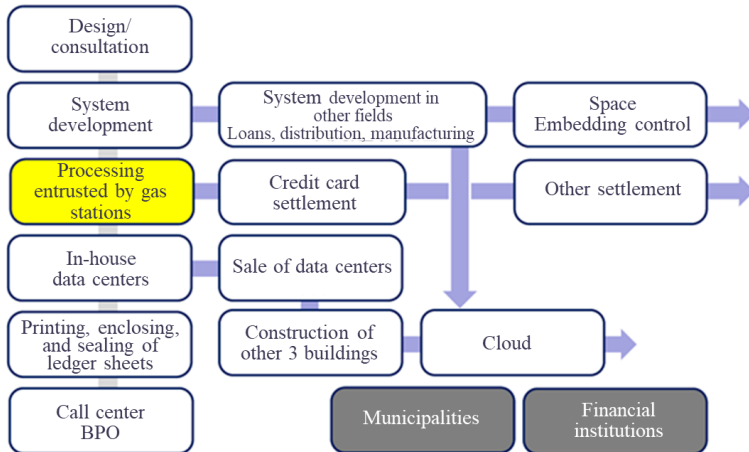 Design/
consultation
System
development
System development in
other fields
Loans, distribution, manufacturing
Space
Embedding control
Processing
entrusted by gas
stations
Credit card
settlement
Other settlement
In-house
data centers
Sale of data centers
Printing, enclosing,
and sealing of
ledger sheets
Construction of
other 3 buildings
Cloud
Call center
BPO
Municipalities
Financial
institutions